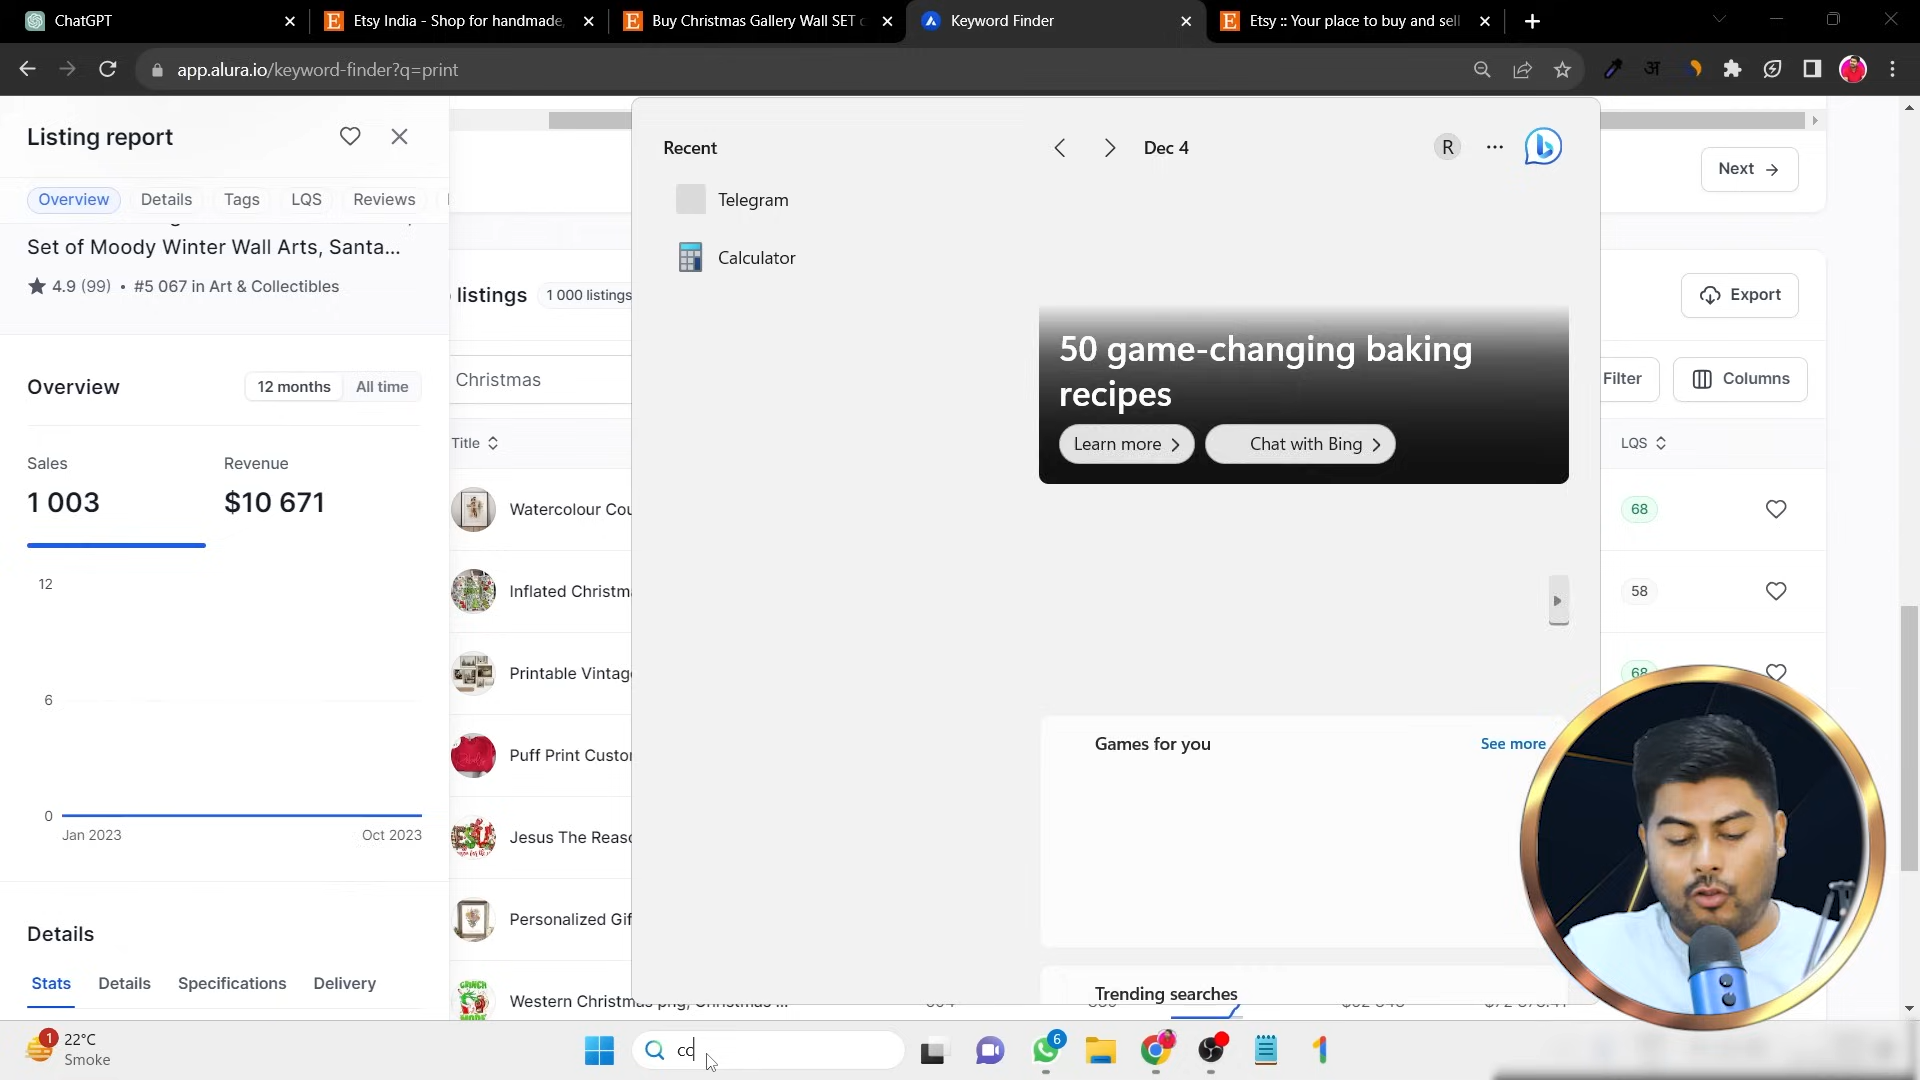 ChatGPT
Etsy India - Shop for handmade,
Buy Christmas Gallery Wall SET
Keyword Finder
Etsy :: Your place to buy and sell
app.alura.io/keyword-finder?q=print
अ
Listing report
Overview
Details
Tags
LQS
Reviews
Set of Moody Winter Wall Arts, Santa...
4.9 (99) • #5 067 in Art & Collectibles
Overview
12 months
All time
Sales
Revenue
1 003
$10 671
12
6
0
Jan 2023
Oct 2023
Details
Stats
Details
Specifications
Delivery
listings
1 000 listings
Christmas
Title
Watercolour Cou
Inflated Christm
Printable Vintag
Puff Print Custo
Jesus The Reaso
Personalized Gif
Western Christmas png, Christmas ...
Recent
Telegram
Calculator
Dec 4
R
50 game-changing baking
recipes
Learn more
Chat with Bing
Games for you
See more
Trending searches
Next →
Export
Filter
Columns
LQS
68
58
68
1
22°C
Smoke
cc
6